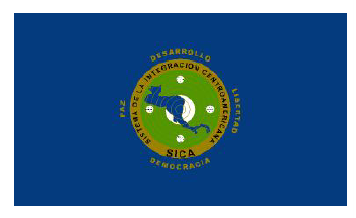 DESARROLLO
PAZ
LIBERTAD
SISTEMA DE LA INTEGRACION CENTROAMERICANA
SICA
DEMOCRACIA